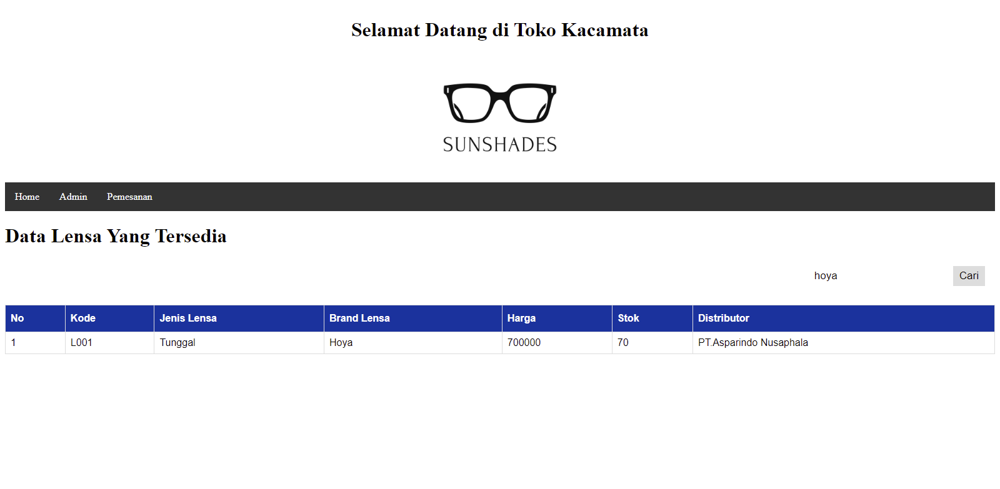 Selamat Datang di Toko Kacamata
SUNSHADES
Home Admin Pemesanan
Data Lensa Yang Tersedia
hoya Cari
No Kode Jenis Lensa Brand Lensa Harga Stok Distributor
1 L001 Tunggal Hoya 700000 70 PT.Asparindo Nusaphala